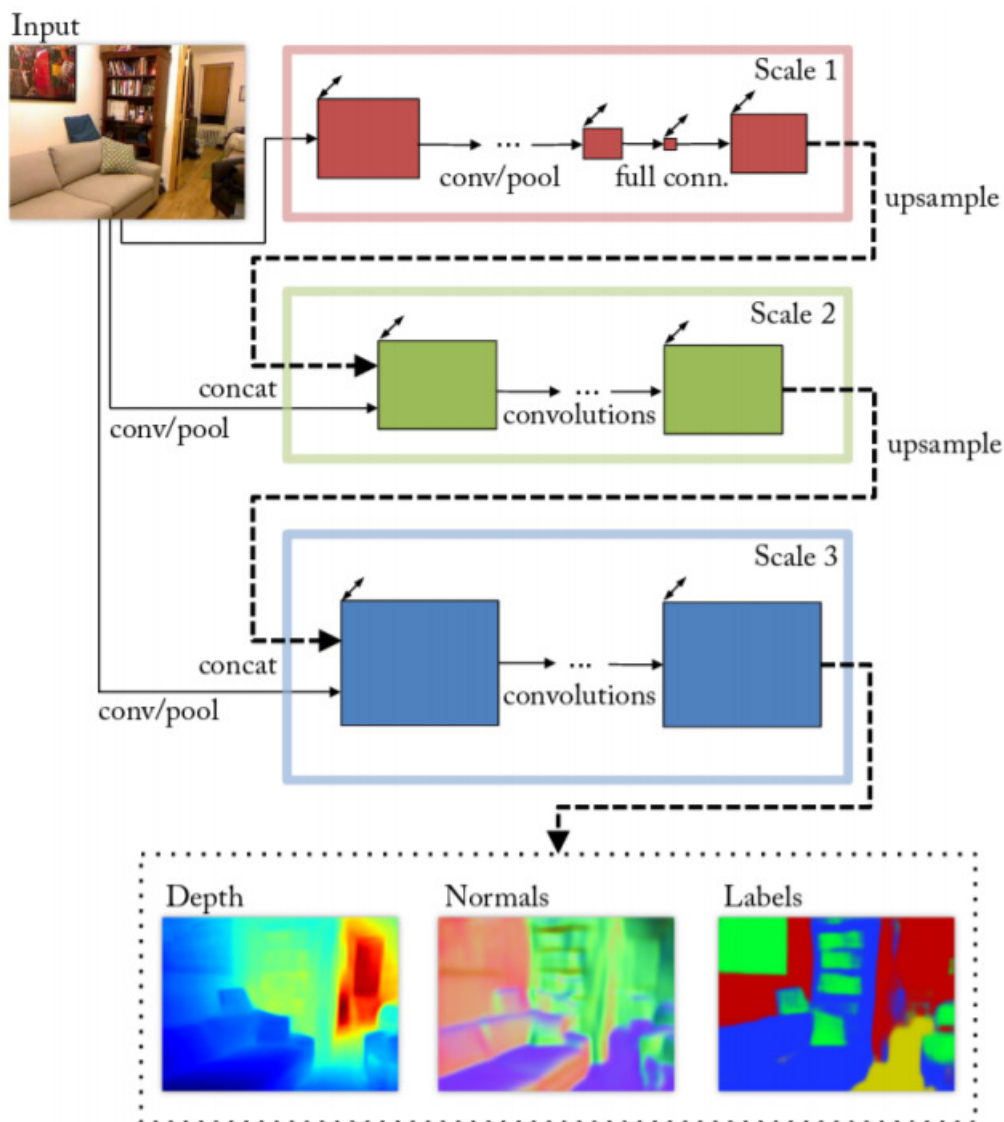 Input
Scale 1
conv/pool
full conn.
upsample
Scale 2
concat
conv/pool
convolutions
upsample
Scale 3
concat
conv/pool
convolutions
Depth
Normals
Labels